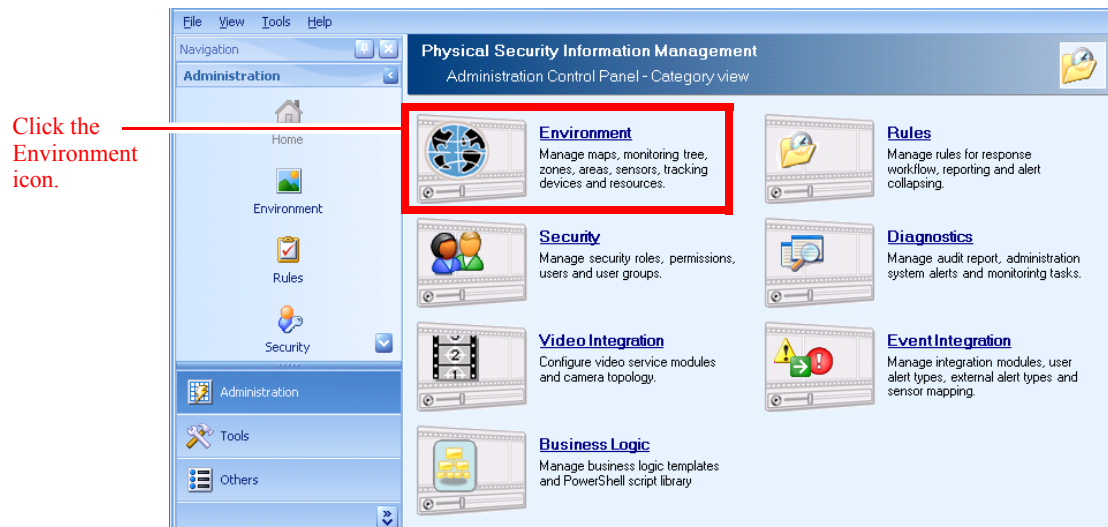 File View Tools Help
Navigation
Administration
Home
Environment
Rules
Security
Administration
Tools
Others
Click the
Environment
icon.
Physical Security Information Management
Administration Control Panel - Category view
Environment
Manage maps, monitoring tree,
zones, areas, sensors, tracking
devices and resources.
Rules
Manage rules for response
workflow, reporting and alert
collapsing.
Security
Manage security roles, permissions,
users and user groups.
Diagnostics
Manage audit report, administration
system alerts and monitorintg tasks.
Video Integration
Configure video service modules
and camera topology.
Event Integration
Manage integration modules, user
alert types, external alert types and
sensor mapping.
Business Logic
Manage business logic templates
and PowerShell script library